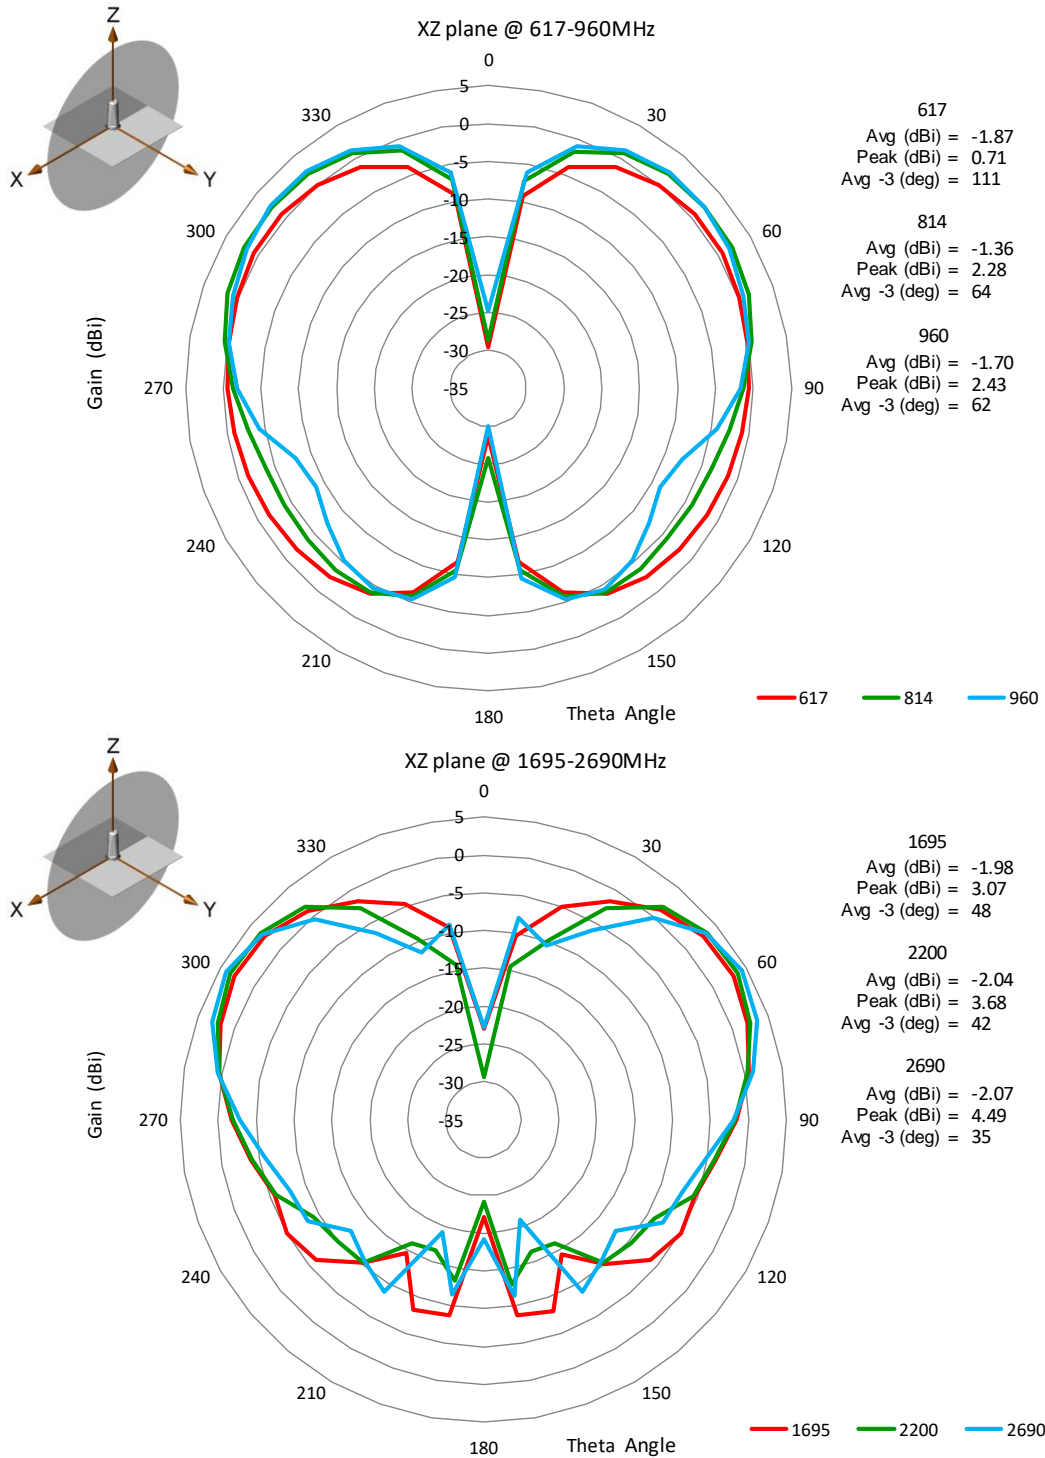 Z
X
Y
XZ plane @ 617-960MHz
0
30
60
90
120
150
180
210
240
270
300
330
5
0
-5
-10
-15
-20
-25
-30
-35
Gain (dBi)
Theta Angle
617
Avg (dBi) = -1.87
Peak (dBi) = 0.71
Avg -3 (deg) = 111
814
Avg (dBi) = -1.36
Peak (dBi) = 2.28
Avg -3 (deg) = 64
960
Avg (dBi) = -1.70
Peak (dBi) = 2.43
Avg -3 (deg) = 62
617 814 960
Z
X
Y
XZ plane @ 1695-2690MHz
0
30
60
90
120
150
180
210
240
270
300
330
5
0
-5
-10
-15
-20
-25
-30
-35
Gain (dBi)
Theta Angle
1695
Avg (dBi) = -1.98
Peak (dBi) = 3.07
Avg -3 (deg) = 48
2200
Avg (dBi) = -2.04
Peak (dBi) = 3.68
Avg -3 (deg) = 42
2690
Avg (dBi) = -2.07
Peak (dBi) = 4.49
Avg -3 (deg) = 35
1695 2200 2690